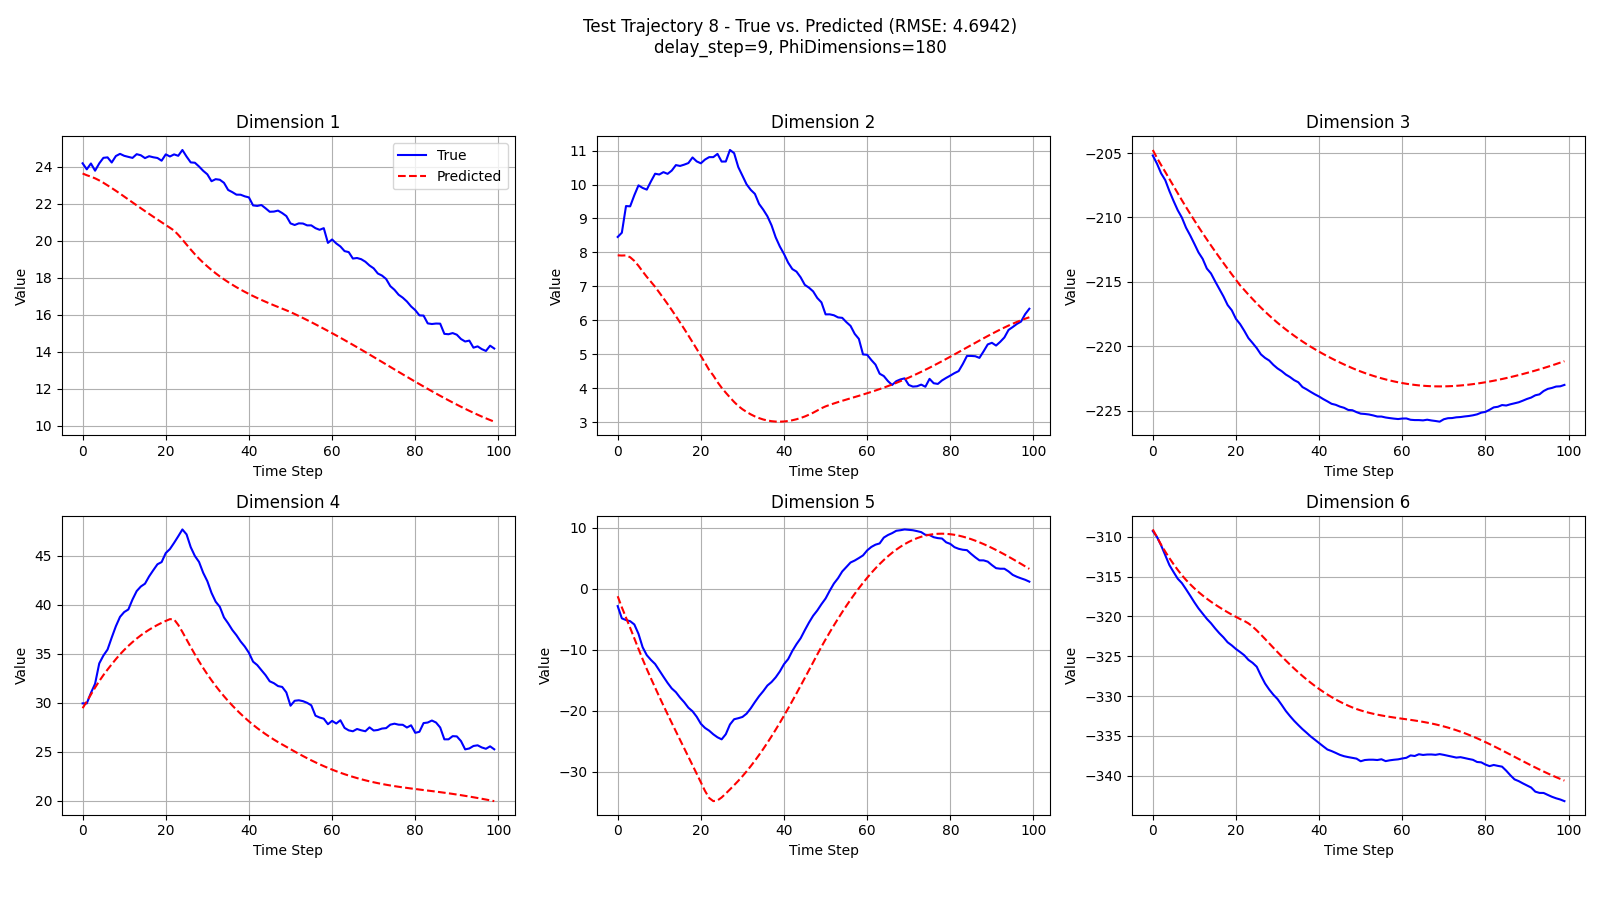 Test Trajectory 8 - True vs. Predicted (RMSE: 4.6942)
delay_step=9, PhiDimensions=180
Dimension 1
True
Predicted
Value
24
22
20
18
16
14
12
10
0 20 40 60 80 100
Time Step
Dimension 2
Value
11
10
9
8
7
6
5
4
3
0 20 40 60 80 100
Time Step
Dimension 3
Value
−205
−210
−215
−220
−225
0 20 40 60 80 100
Time Step
Dimension 4
Value
45
40
35
30
25
20
0 20 40 60 80 100
Time Step
Dimension 5
Value
10
0
−10
−20
−30
0 20 40 60 80 100
Time Step
Dimension 6
Value
−310
−315
−320
−325
−330
−335
−340
0 20 40 60 80 100
Time Step